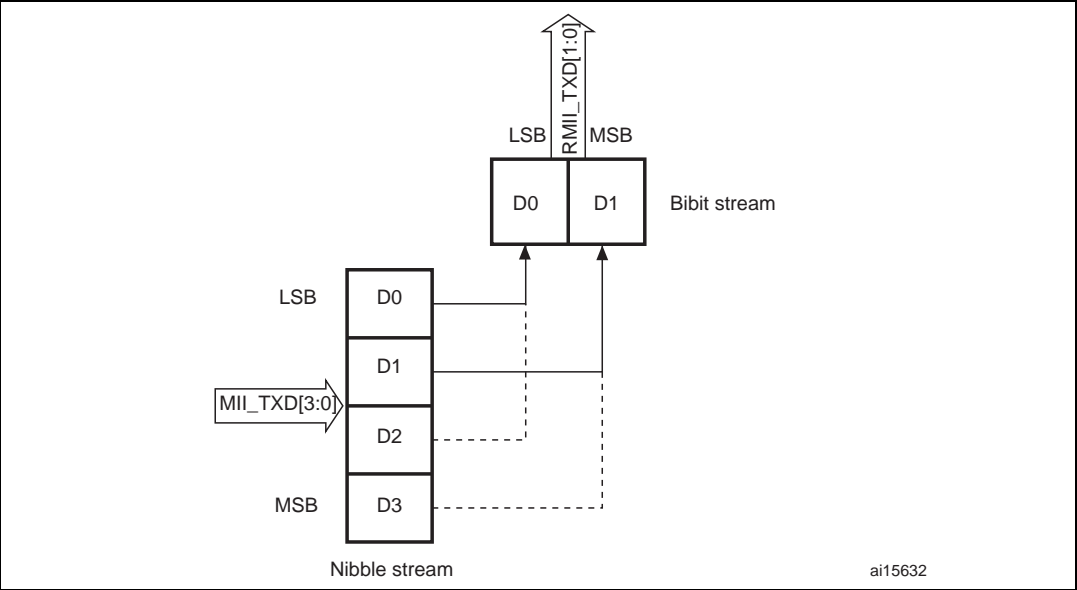 RMII_TXD[1:0]
LSB
MSB
D0
D1
Bibit stream
LSB
D0
D1
MII_TXD[3:0]
D2
MSB
D3
Nibble stream
ai15632